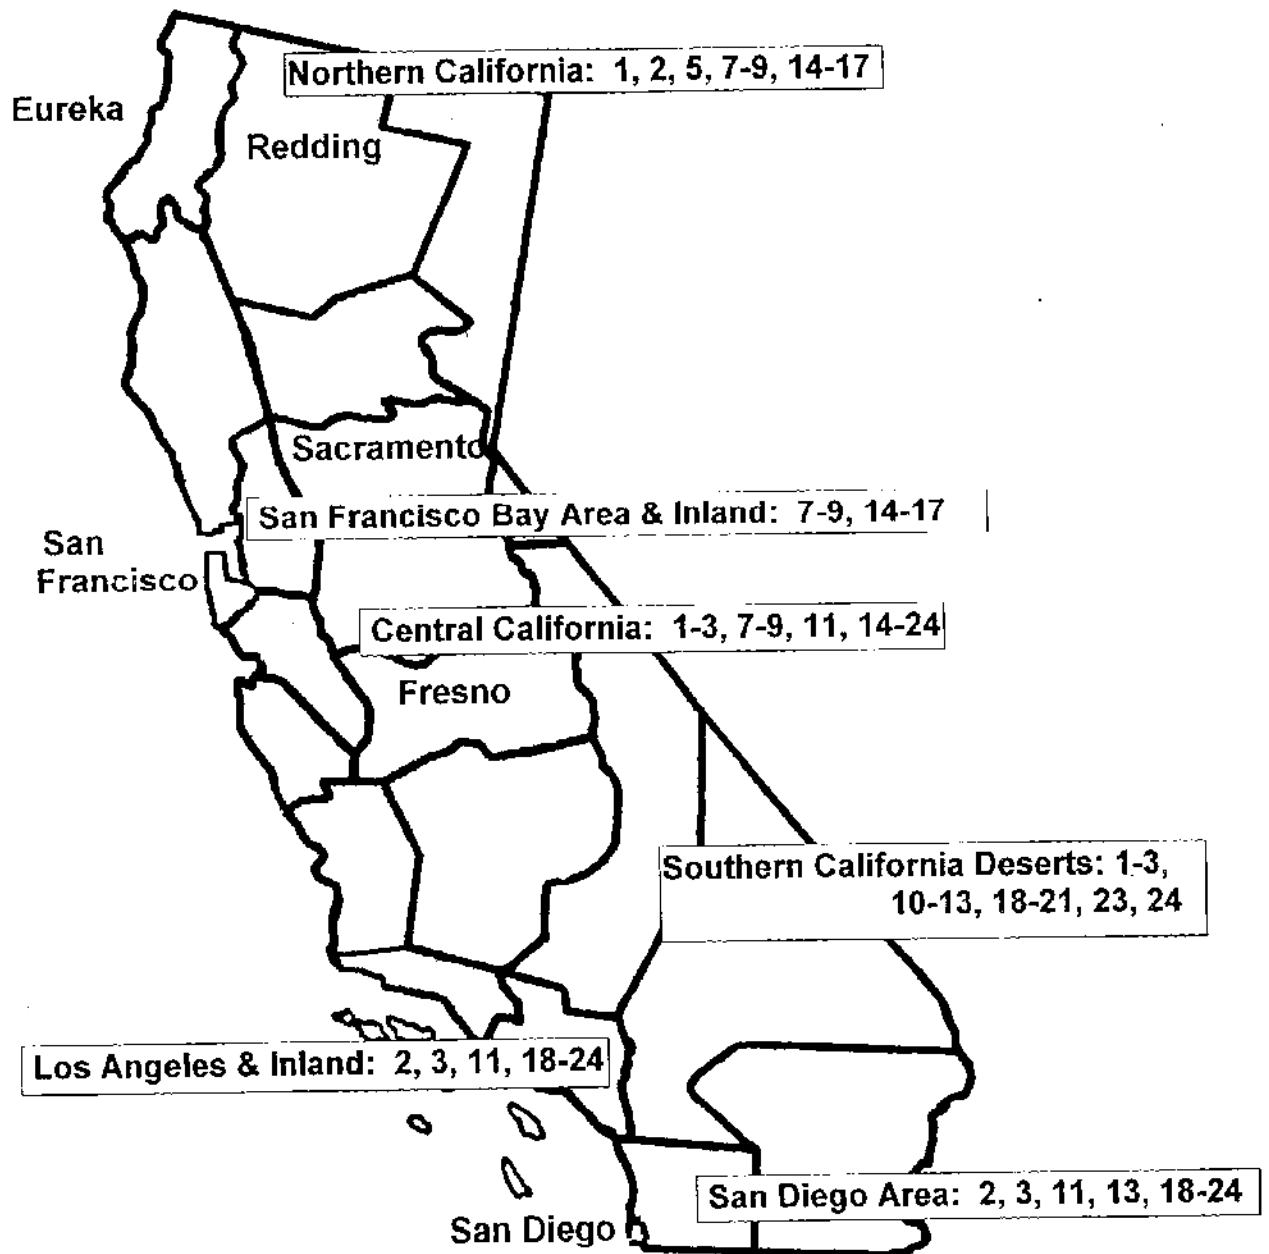 Northern California: 1, 2, 5, 7-9, 14-17
Eureka
Redding
Sacramento
San Francisco Bay Area & Inland: 7-9, 14-17
San
Francisco
Central California: 1-3, 7-9, 11, 14-24
Fresno
Southern California Deserts: 1-3,
10-13, 18-21, 23, 24
Los Angeles & Inland: 2, 3, 11, 18-24
San Diego Area: 2, 3, 11, 13, 18-24
San Diego